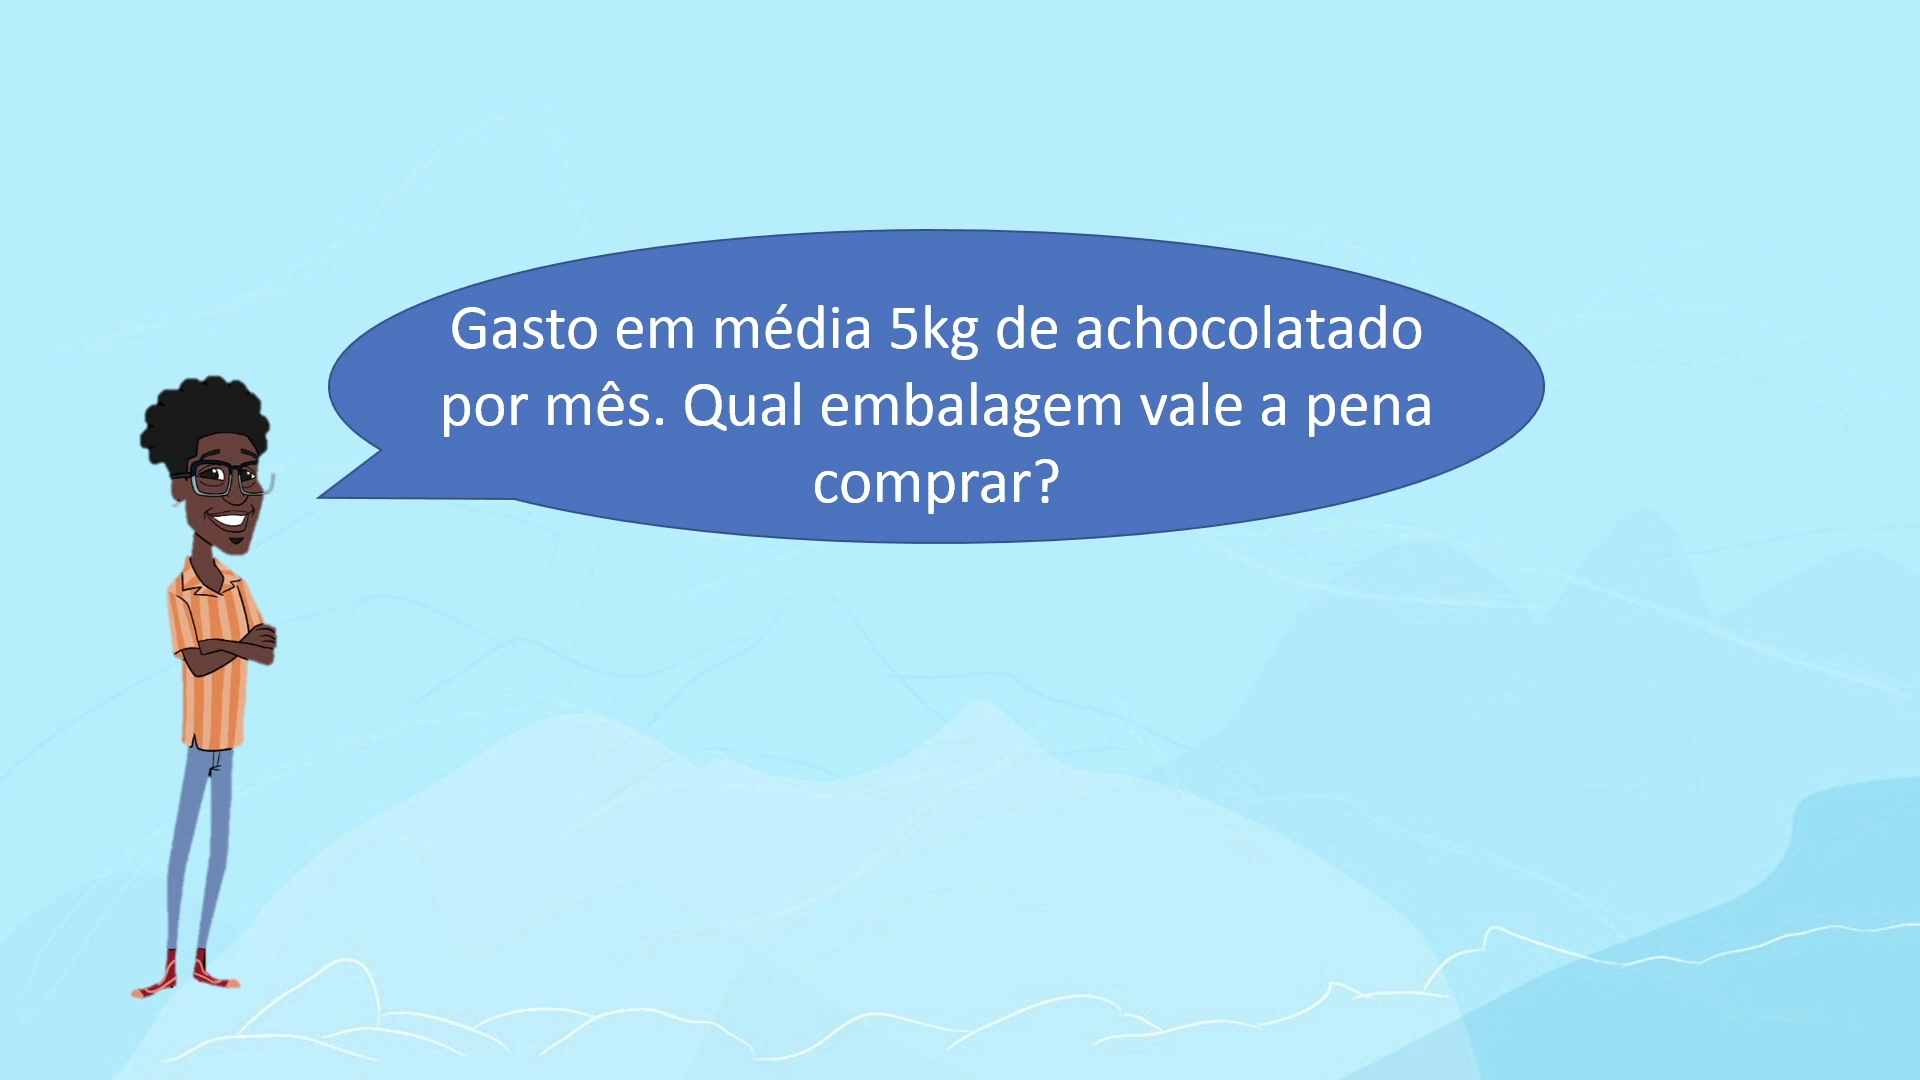 Gasto em média 5kg de achocolatado
por mês. Qual embalagem vale a pena
comprar?